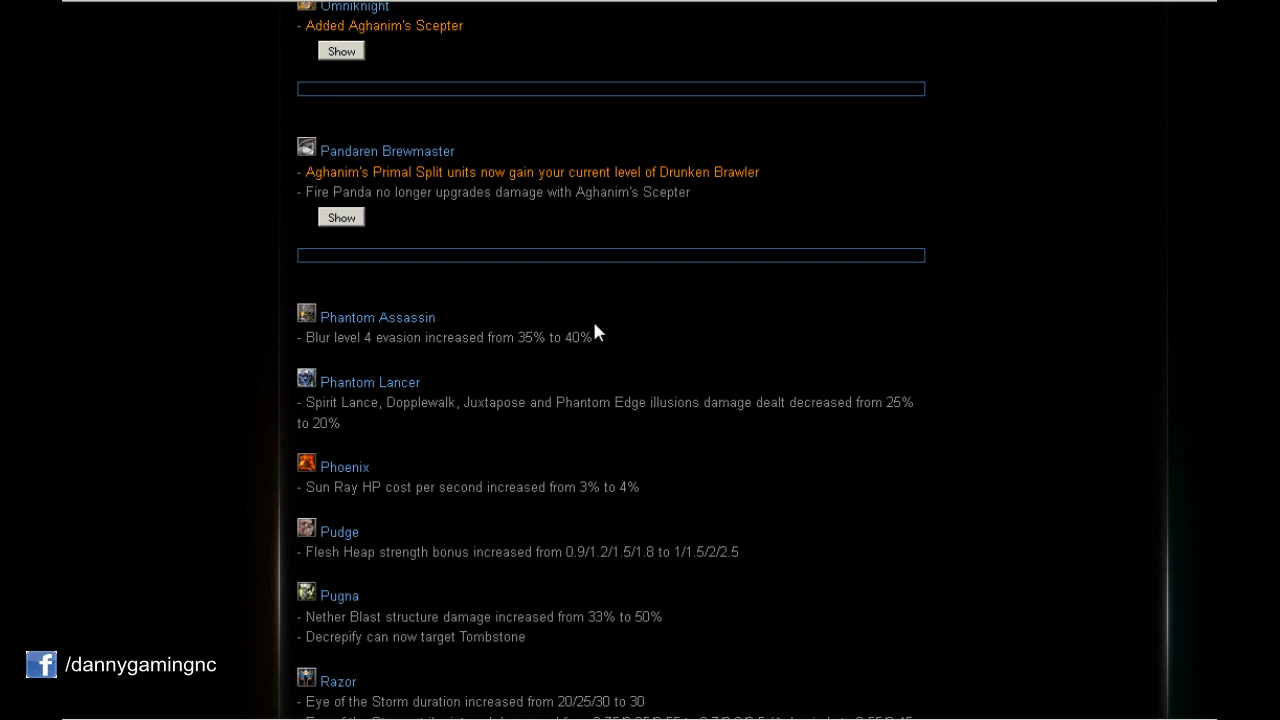 Omniknight
- Added Aghanim's Scepter
Show
Pandaren Brewmaster
- Aghanim's Primal Split units now gain your current level of Drunken Brawler
- Fire Panda no longer upgrades damage with Aghanim's Scepter
Show
Phantom Assassin
- Blur level 4 evasion increased from 35% to 40%
Phantom Lancer
- Spirit Lance, Dopplewalk, Juxtapose and Phantom Edge illusions damage dealt decreased from 25%
to 20%
Phoenix
- Sun Ray HP cost per second increased from 3% to 4%
Pudge
- Flesh Heap strength bonus increased from 0.9/1.2/1.5/1.8 to 1/1.5/2/2.5
Pugna
- Nether Blast structure damage increased from 33% to 50%
- Decrepify can now target Tombstone
f /dannygamingnc
Razor
- Eye of the Storm duration increased from 20/25/30 to 30